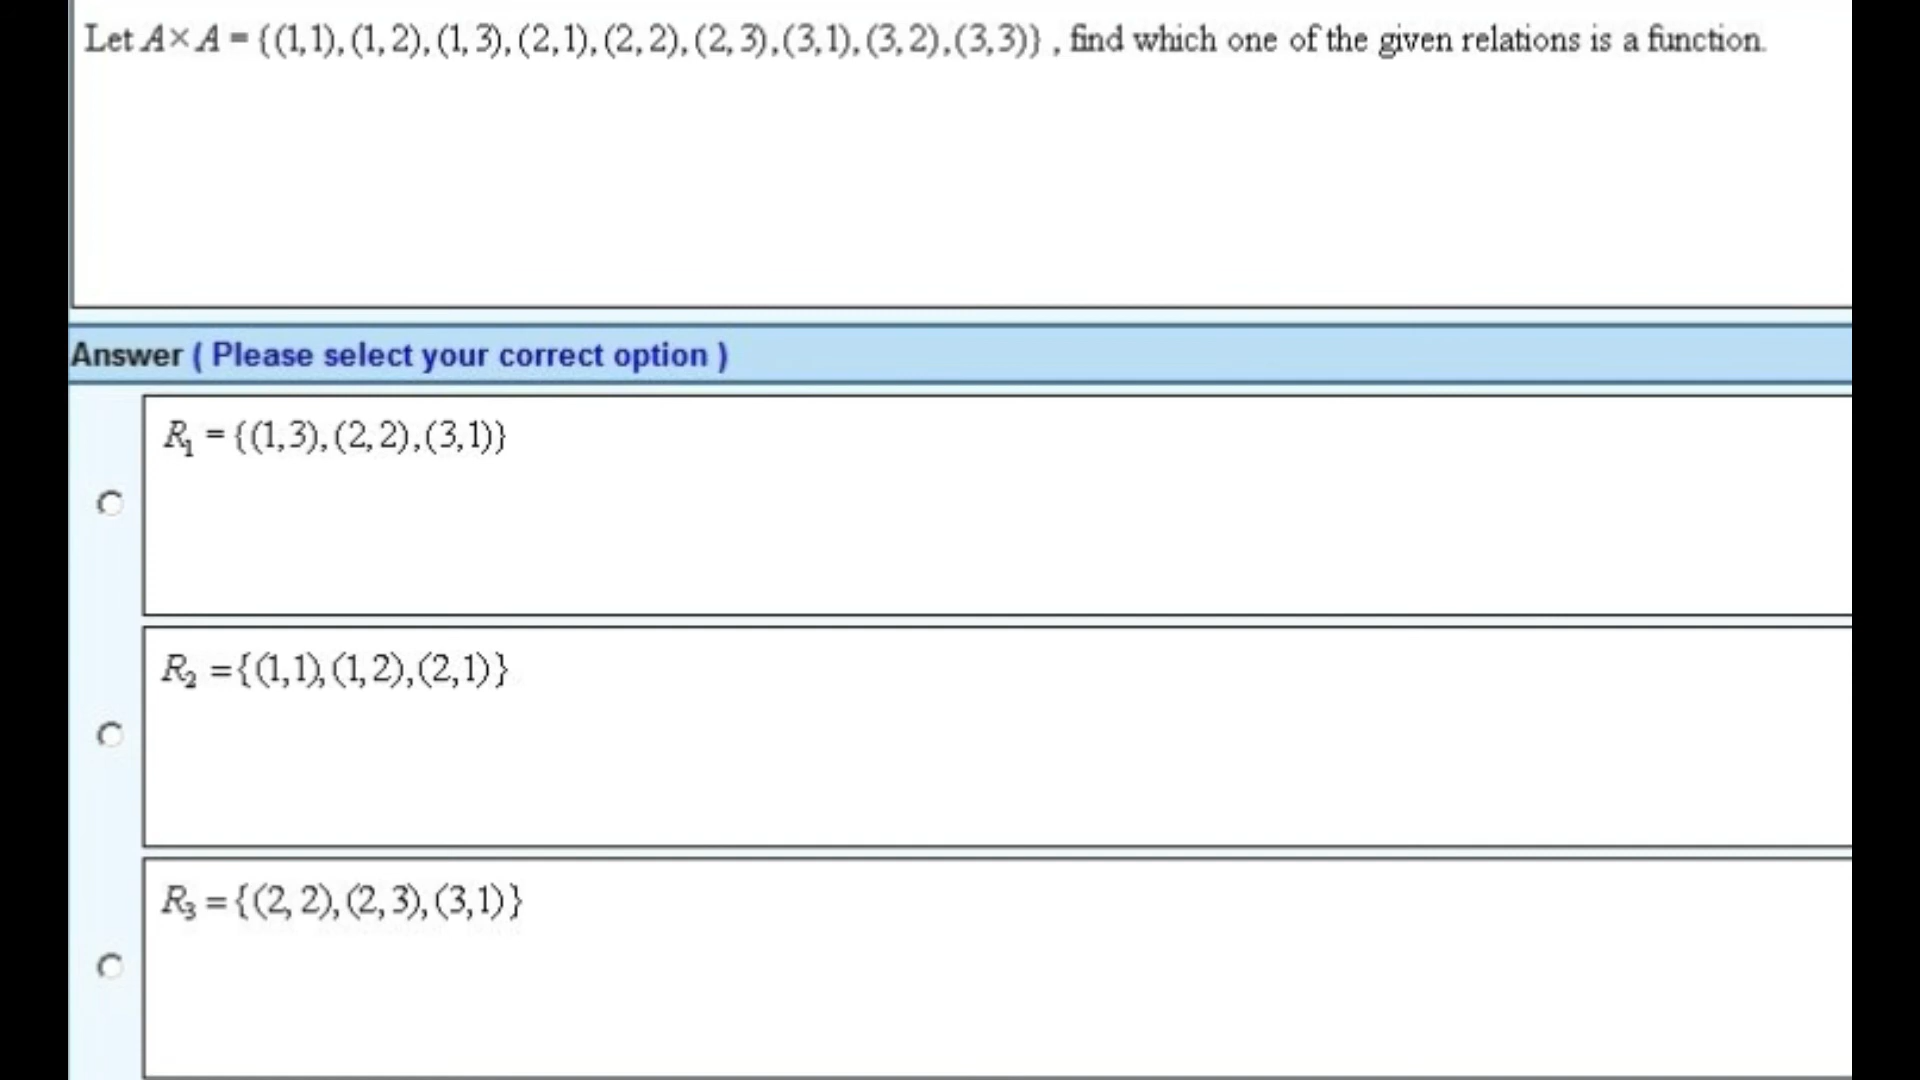 Let A × A = {(1,1),(1,2),(1,3),(2,1),(2,2),(2,3),(3,1),(3,2),(3,3)} , find which one of the given relations is a function.
Answer ( Please select your correct option )
R₁ = {(1,3),(2,2),(3,1)}
R₂ = {(1,1),(1,2),(2,1)}
R₃ = {(2,2),(2,3),(3,1)}